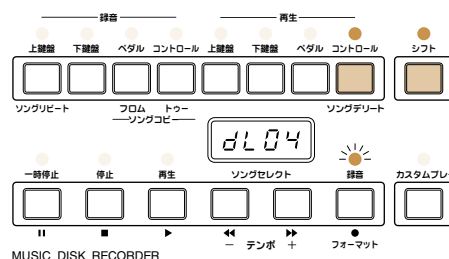 録音 再生
上鍵盤 下鍵盤 ペダル コントロール 上鍵盤 下鍵盤 ペダル コントロール シフト
ソングリピート フロム トゥー ソングデリート
ソングコピー
dL04
一時停止 停止 再生 ソングセレクト 録音 カスタムプレ
− テンポ + フォーマット
MUSIC DISK RECORDER